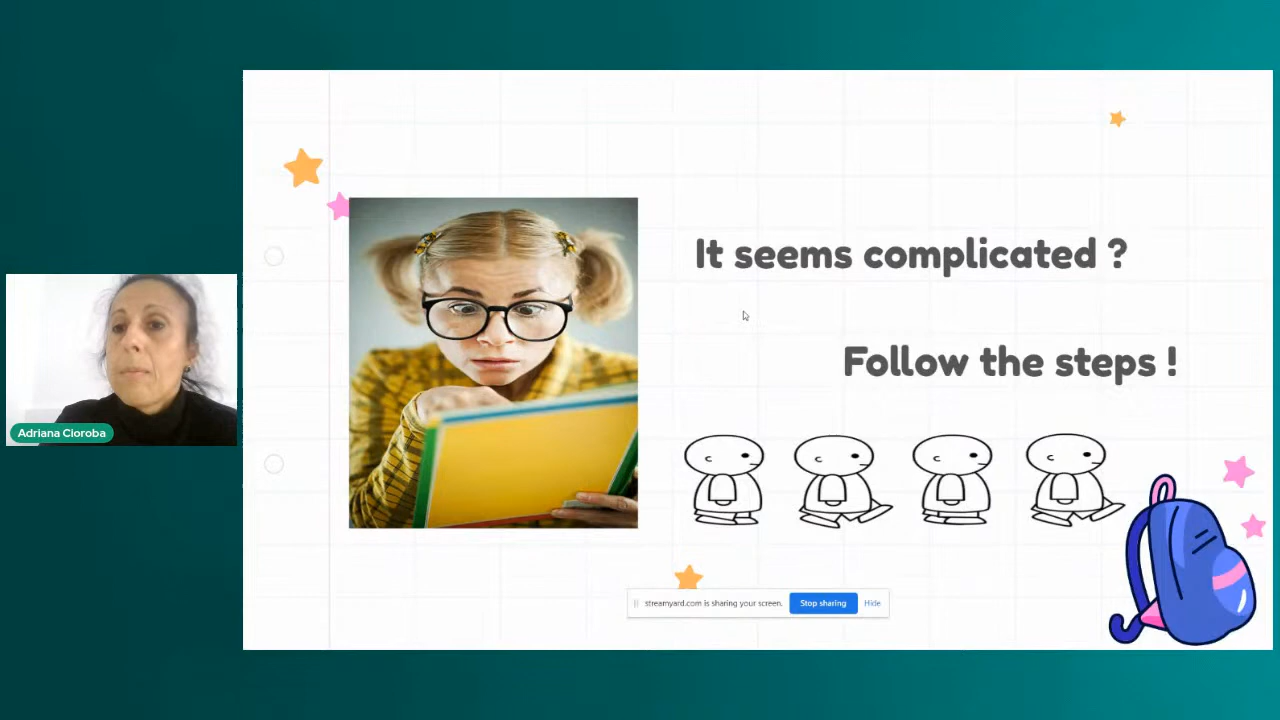 It seems complicated ?
Follow the steps !
Adriana Cioroba
streamyard.com is sharing your screen.
Stop sharing
Hide